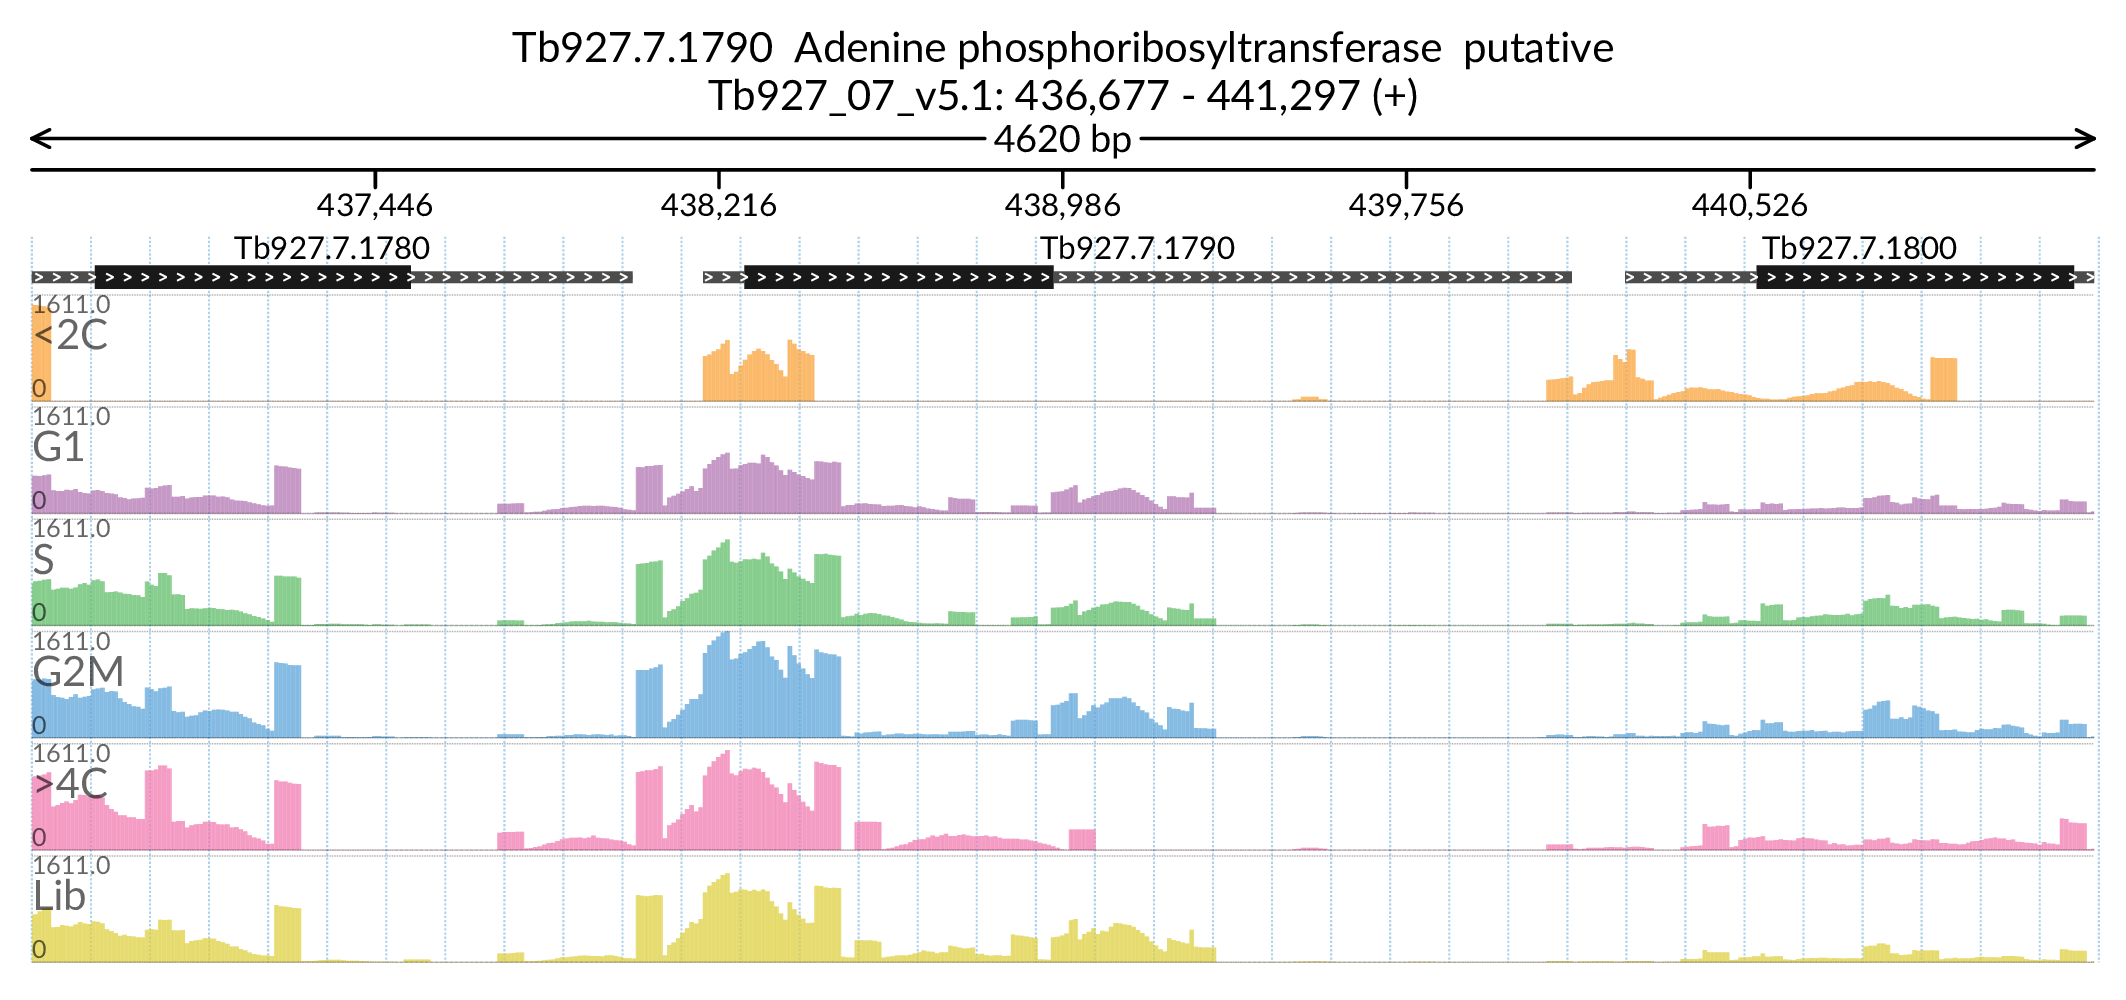 Tb927.7.1790  Adenine phosphoribosyltransferase  putative
Tb927_07_v5.1: 436,677 - 441,297 (+)
4620 bp
437,446 438,216 438,986 439,756 440,526
Tb927.7.1780 Tb927.7.1790 Tb927.7.1800
1611.0
<2C
0
1611.0
G1
0
1611.0
S
0
1611.0
G2M
0
1611.0
>4C
0
1611.0
Lib
0